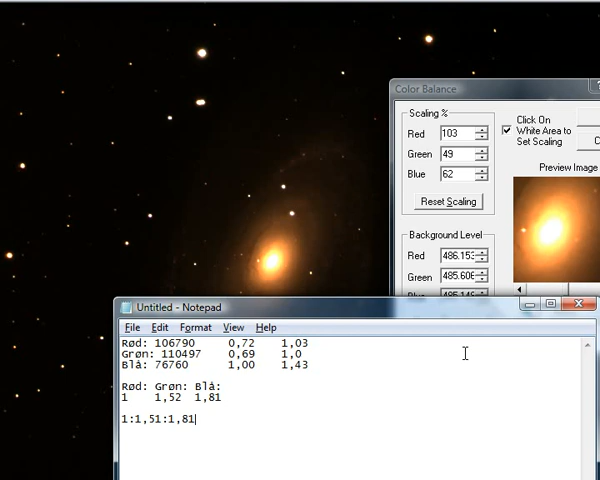 Color Balance
Scaling %
Red 103
Green 49
Blue 62
Reset Scaling
Click On
White Area to
Set Scaling
Preview Image
Background Level
Red 486.153
Green 485.606
Untitled - Notepad
File Edit Format View Help
Rød: 106790 0,72 1,03
Grøn: 110497 0,69 1,0
Blå: 76760 1,00 1,43
Rød: Grøn: Blå:
1 1,52 1,81
1:1,51:1,81